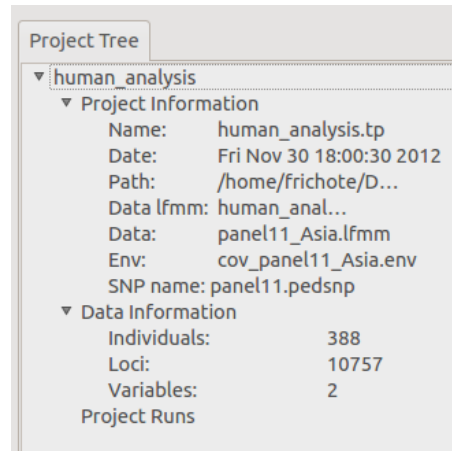 Project Tree
human_analysis
Project Information
Name: human_analysis.tp
Date: Fri Nov 30 18:00:30 2012
Path: /home/frichote/D...
Data lfmm: human_anal...
Data: panel11_Asia.lfmm
Env: cov_panel11_Asia.env
SNP name: panel11.pedsnp
Data Information
Individuals: 388
Loci: 10757
Variables: 2
Project Runs